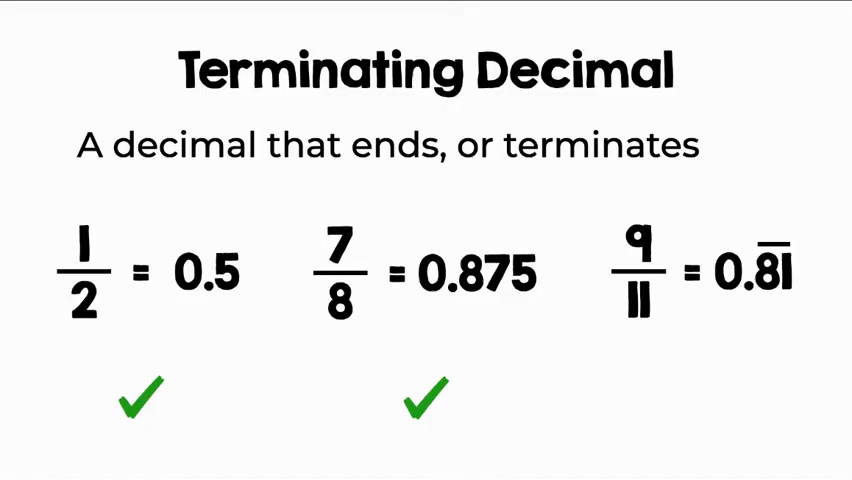 Terminating Decimal
A decimal that ends, or terminates
1/2 = 0.5 7/8 = 0.875 9/11 = 0.8̅1̅